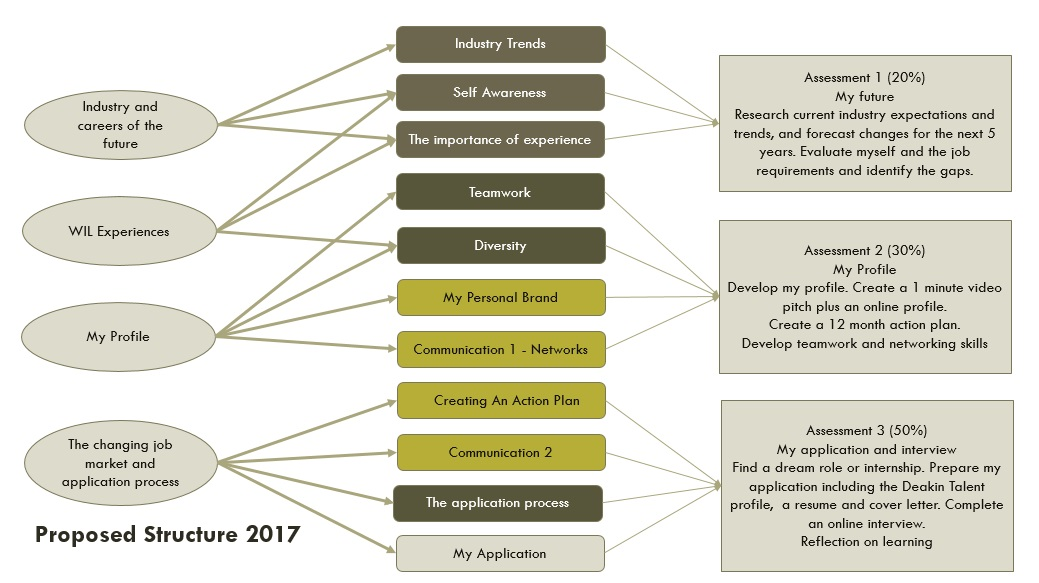 Industry and
careers of the
future
WIL Experiences
My Profile
The changing job
market and
application process
Proposed Structure 2017
Industry Trends
Self Awareness
The importance of experience
Teamwork
Diversity
My Personal Brand
Communication 1 - Networks
Creating An Action Plan
Communication 2
The application process
My Application
Assessment 1 (20%)
My future
Research current industry expectations and
trends, and forecast changes for the next 5
years. Evaluate myself and the job
requirements and identify the gaps.
Assessment 2 (30%)
My Profile
Develop my profile. Create a 1 minute video
pitch plus an online profile.
Create a 12 month action plan.
Develop teamwork and networking skills
Assessment 3 (50%)
My application and interview
Find a dream role or internship. Prepare my
application including the Deakin Talent
profile, a resume and cover letter. Complete
an online interview.
Reflection on learning